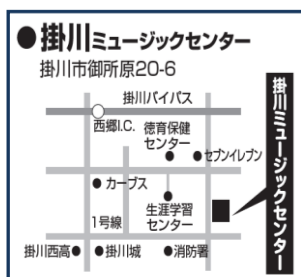 ●掛川ミュージックセンター
掛川市御所原20-6
掛川バイパス
西郷I.C.
徳育保健
センター
セブンイレブン
カーブス
1号線
生涯学習
センター
掛川西高
掛川城
消防署
掛川ミュージックセンター